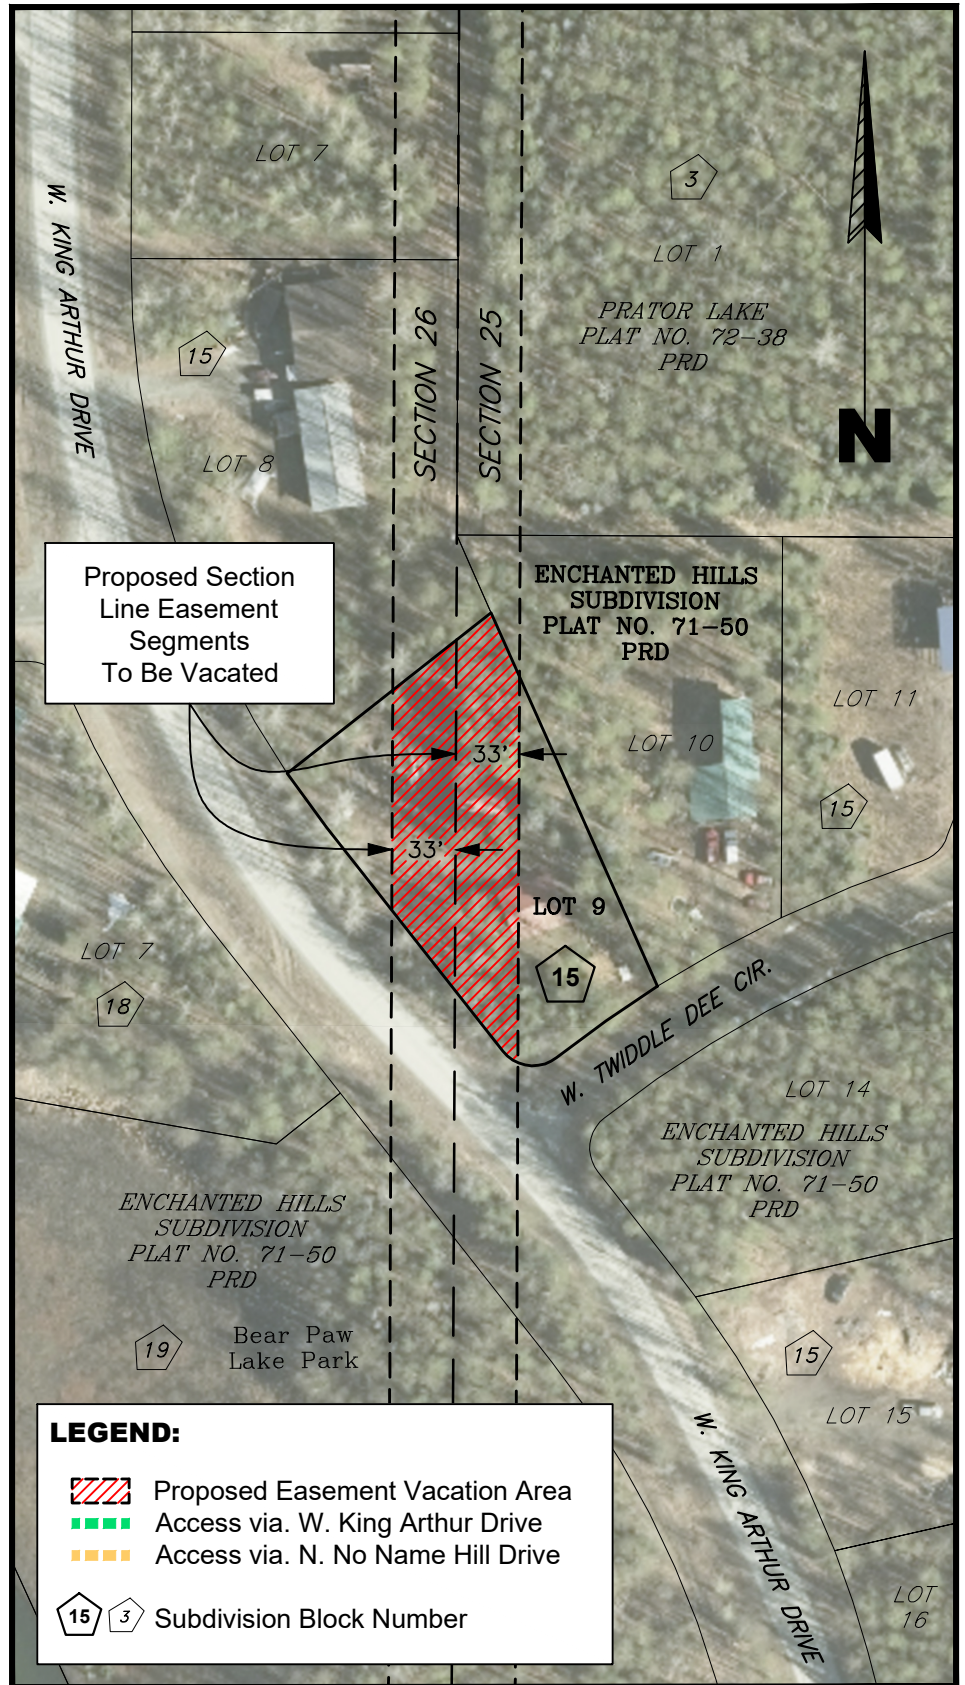 LOT 7
3
LOT 1
PRATOR LAKE
PLAT NO. 72-38
PRD
W. KING ARTHUR DRIVE
15
SECTION 26
SECTION 25
N
LOT 8
Proposed Section
Line Easement
Segments
To Be Vacated
ENCHANTED HILLS
SUBDIVISION
PLAT NO. 71-50
PRD
LOT 11
LOT 10
33'
15
33'
LOT 9
15
LOT 7
18
W. TWIDDLE DEE CIR.
LOT 14
ENCHANTED HILLS
SUBDIVISION
PLAT NO. 71-50
PRD
ENCHANTED HILLS
SUBDIVISION
PLAT NO. 71-50
PRD
19
Bear Paw
Lake Park
15
LOT 15
W. KING ARTHUR DRIVE
LOT
16
LEGEND:
Proposed Easement Vacation Area
Access via. W. King Arthur Drive
Access via. N. No Name Hill Drive
15 3 Subdivision Block Number